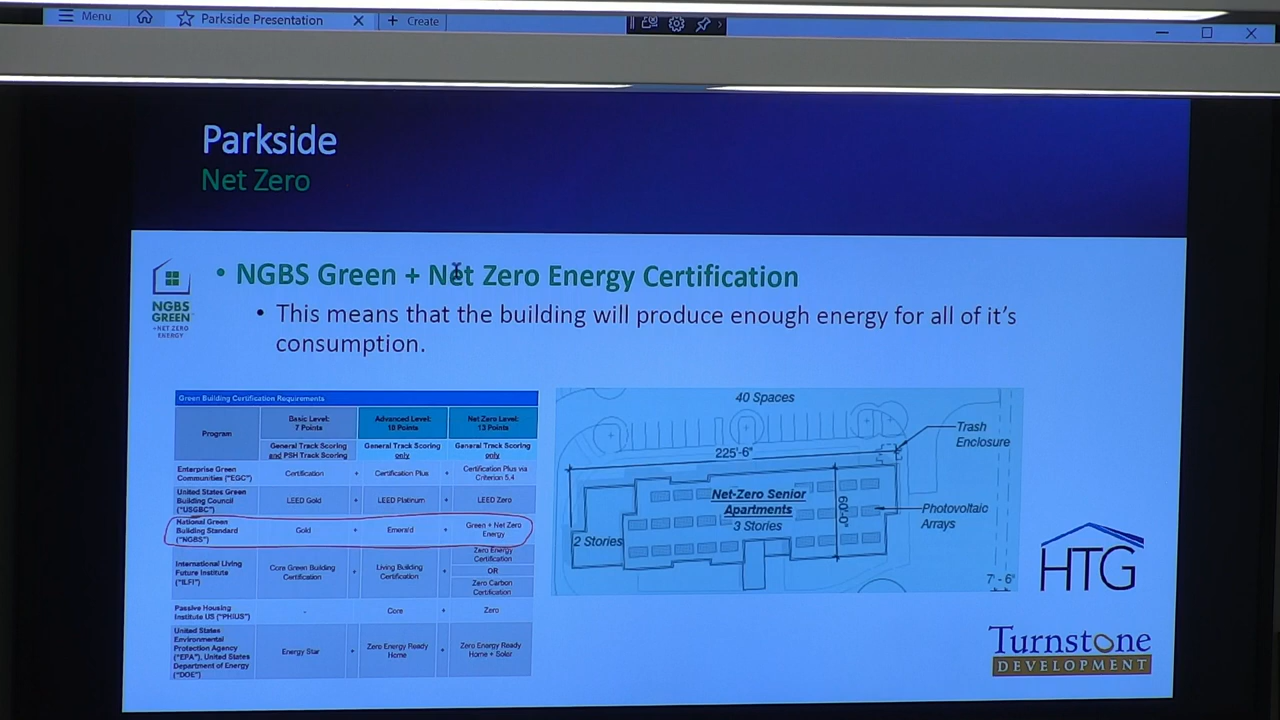 Menu
Parkside Presentation
+ Create
Parkside
Net Zero
NGBS
GREEN
+NET ZERO
ENERGY
• NGBS Green + Net Zero Energy Certification
• This means that the building will produce enough energy for all of it's
consumption.
Green Building Certification Requirements
Program
Basic Level:
7 Points
Advanced Level:
10 Points
Net Zero Level:
13 Points
General Track Scoring
and PSH Track Scoring
General Track Scoring
only
General Track Scoring
only
Enterprise Green
Communities ("EGC")
Certification
+
Certification Plus
+
Certification Plus via
Criterion 5.4
United States Green
Building Council
("USGBC")
LEED Gold
+
LEED Platinum
+
LEED Zero
National Green
Building Standard
("NGBS")
Gold
+
Emerald
+
Green + Net Zero
Energy
International Living
Future Institute
("ILFI")
Core Green Building
Certification
+
Living Building
Certification
+
Zero Energy
Certification
OR
Zero Carbon
Certification
Passive Housing
Institute US ("PHIUS")
-
Core
+
Zero
United States
Environmental
Protection Agency
("EPA"), United States
Department of Energy
("DOE")
Energy Star
+
Zero Energy Ready
Home
+
Zero Energy Ready
Home + Solar
40 Spaces
Trash
Enclosure
225'-6"
Net-Zero Senior
Apartments
3 Stories
60'-0"
2 Stories
Photovoltaic
Arrays
7'-6"
HTG
Turnstone
DEVELOPMENT